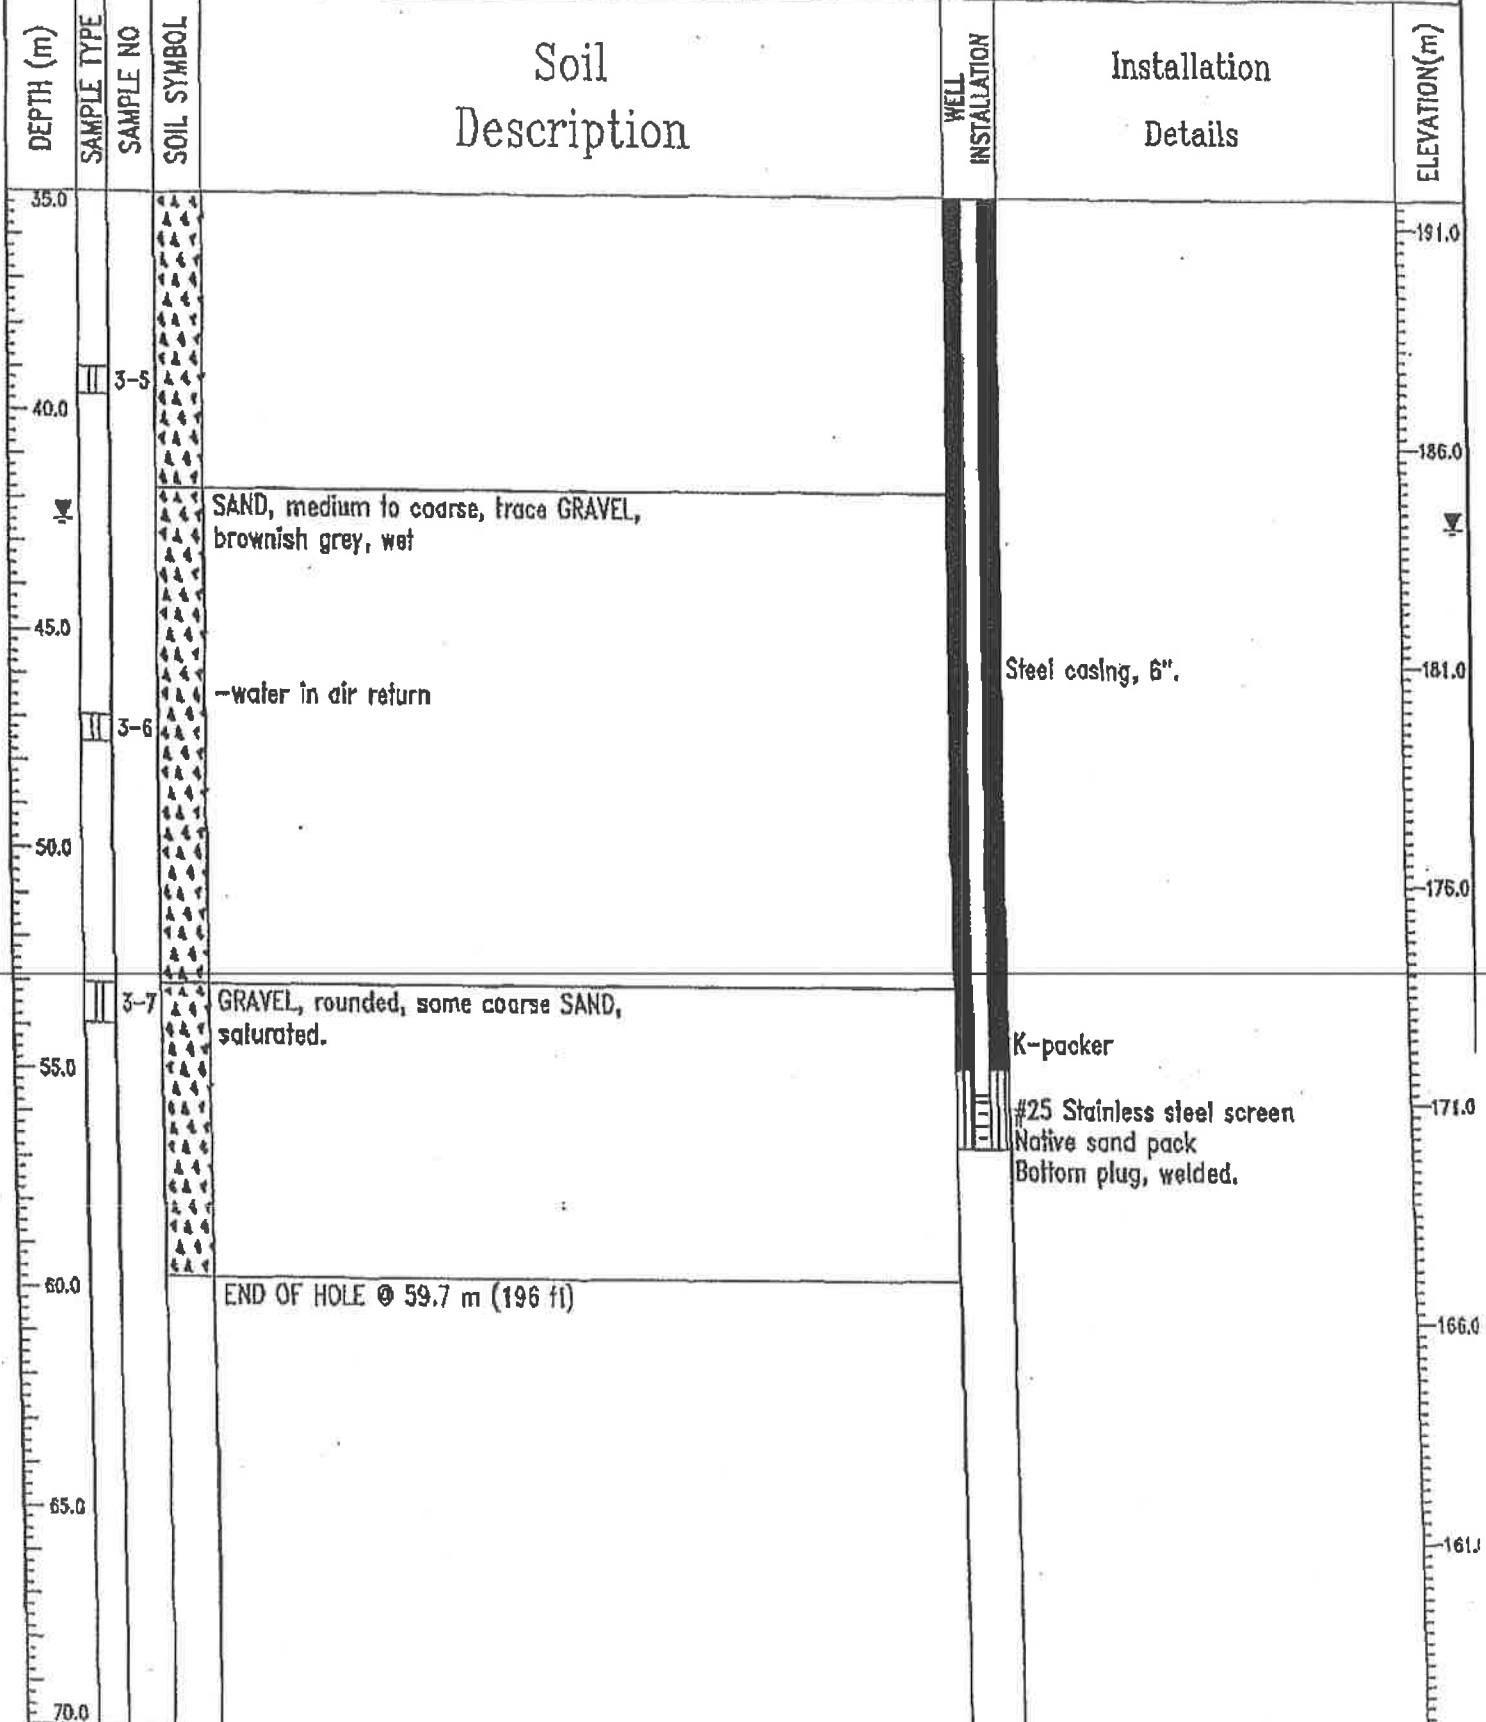 DEPTH (m)
SAMPLE TYPE
SAMPLE NO
SOIL SYMBOL
Soil
Description
WELL
INSTALLATION
Installation
Details
ELEVATION(m)
35.0
191.0
3-5
40.0
186.0
SAND, medium to coarse, trace GRAVEL,
brownish grey, wet
45.0
Steel casing, 6".
181.0
-water in air return
3-6
50.0
176.0
3-7
GRAVEL, rounded, some coarse SAND,
saturated.
K-packer
55.0
#25 Stainless steel screen
171.0
Native sand pack
Bottom plug, welded.
60.0
END OF HOLE @ 59.7 m (196 ft)
166.0
65.0
161.
70.0